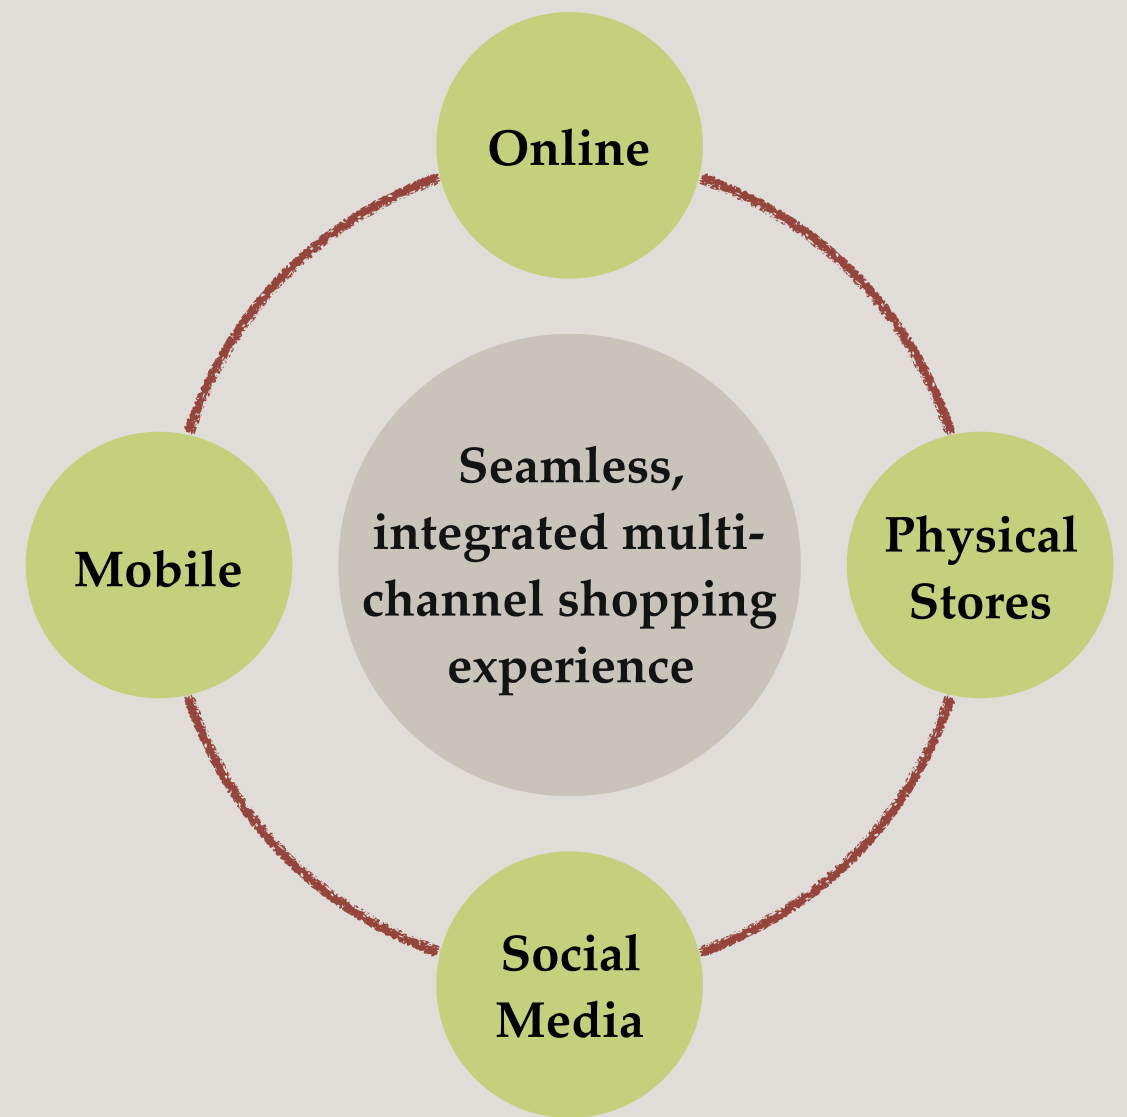 Online
Seamless,
integrated multi-
channel shopping
experience
Mobile
Physical
Stores
Social
Media